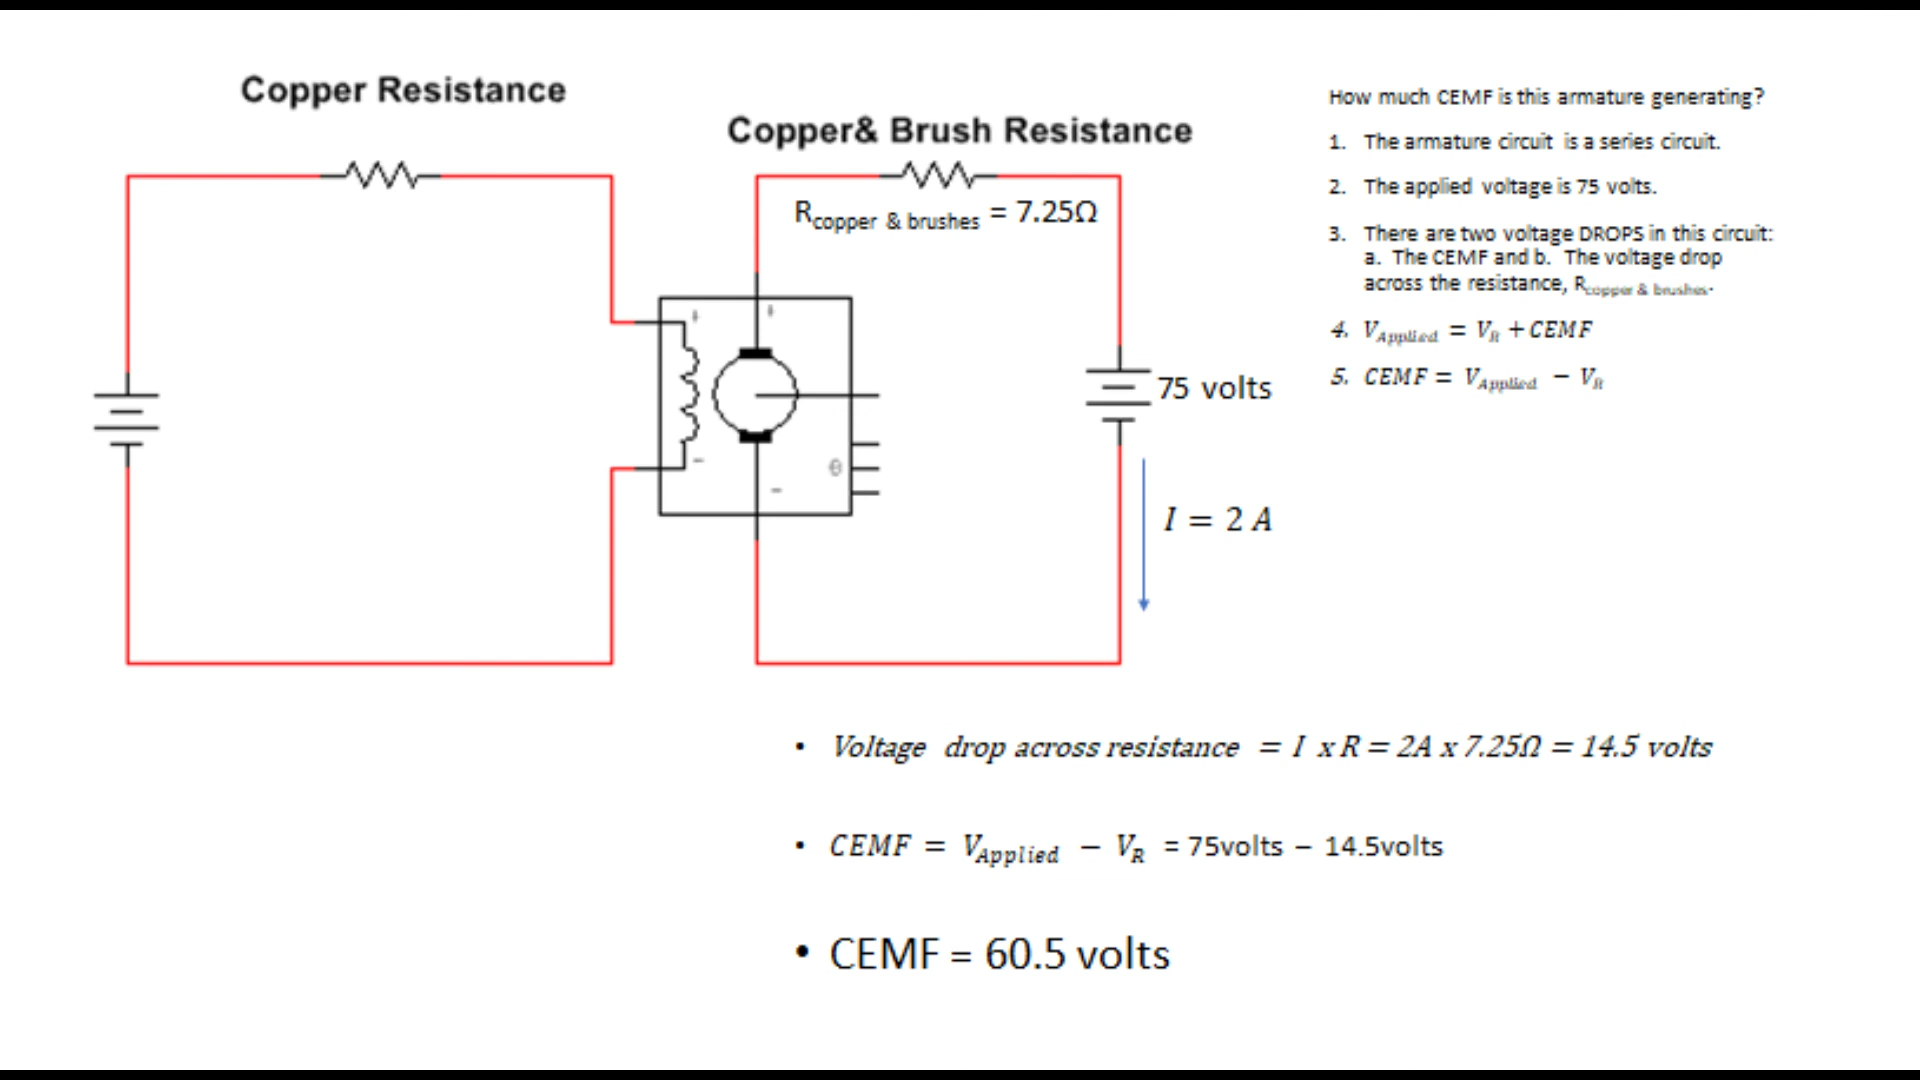 Copper Resistance
Copper& Brush Resistance
Rcopper & brushes = 7.25Ω
+
+
-
-
θ
75 volts
I = 2 A
How much CEMF is this armature generating?
1. The armature circuit is a series circuit.
2. The applied voltage is 75 volts.
3. There are two voltage DROPS in this circuit:
a. The CEMF and b. The voltage drop
across the resistance, Rcopper & brushes.
4. VApplied = VR + CEMF
5. CEMF = VApplied − VR
• Voltage drop across resistance = I x R = 2A x 7.25Ω = 14.5 volts
• CEMF = VApplied − VR = 75volts – 14.5volts
• CEMF = 60.5 volts